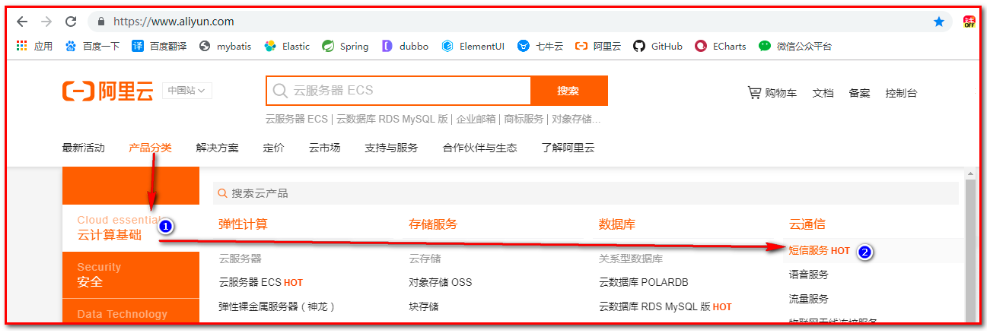 https://www.aliyun.com
应用 百度一下 译 百度翻译 mybatis Elastic Spring dubbo ElementUI 七牛云 阿里云 GitHub ECharts 微信公众平台
阿里云 中国站 云服务器 ECS 搜索 购物车 文档 备案 控制台
云服务器 ECS | 云数据库 RDS MySQL 版 | 企业邮箱 | 商标服务 | 对象存储...
最新活动 产品分类 解决方案 定价 云市场 支持与服务 合作伙伴与生态 了解阿里云
搜索云产品
Cloud essentials 1
云计算基础 弹性计算 存储服务 数据库 云通信
云服务器 云存储 关系型数据库 短信服务 HOT 2
Security
安全 云服务器 ECS HOT 对象存储 OSS 云数据库 POLARDB 语音服务
弹性裸金属服务器（神龙） 块存储 云数据库 RDS MySQL 版 HOT 流量服务
Data Technology